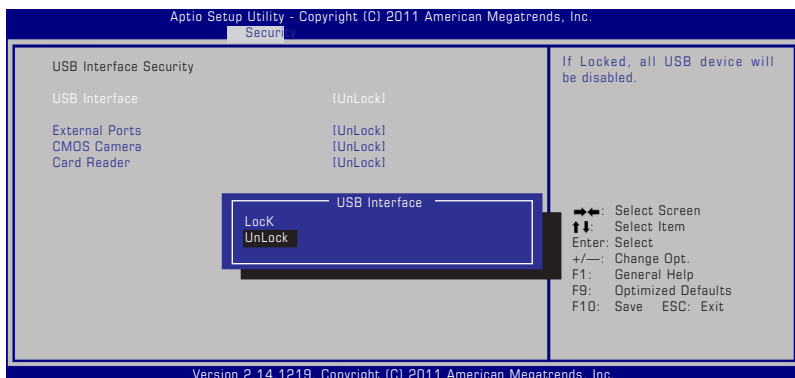 Aptio Setup Utility - Copyright (C) 2011 American Megatrends, Inc.
Security
USB Interface Security
USB Interface [UnLock]
External Ports [UnLock]
CMOS Camera [UnLock]
Card Reader [UnLock]
USB Interface
LocK
UnLock
If Locked, all USB device will
be disabled.
→←: Select Screen
↑↓: Select Item
Enter: Select
+/—: Change Opt.
F1: General Help
F9: Optimized Defaults
F10: Save ESC: Exit
Version 2.14.1219. Copyright (C) 2011 American Megatrends, Inc.